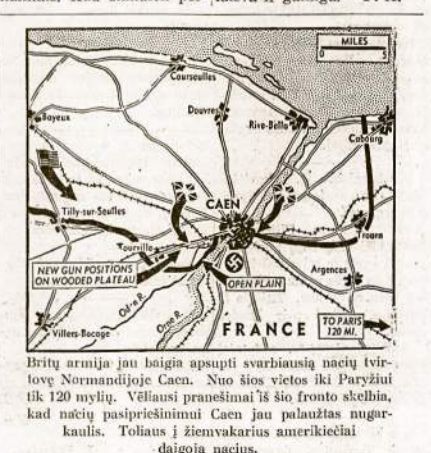 MILES
0 5
Courseulles
Bayeux
Douvre
Riva-Bella
Cabourg
CAEN
Tilly-sur-Seulles
Tourville
Troarn
NEW GUN POSITIONS
ON WOODED PLATEAU
OPEN PLAIN
Argences
Odon R.
Orne R.
Villers-Bocage
FRANCE
TO PARIS
120 MI.
Britų armija jau baigia apsupti svarbiausią nacių tvir-
tovę Normandijoje Caen. Nuo šios vietos iki Paryžiui
tik 120 mylių. Vėliausi pranešimai iš šio fronto skelbia,
kad nacių pasipriešinimui Caen jau palaužtas nugar-
kaulis. Toliaus į žiemvakarius amerikiečiai
daigoja nacius.